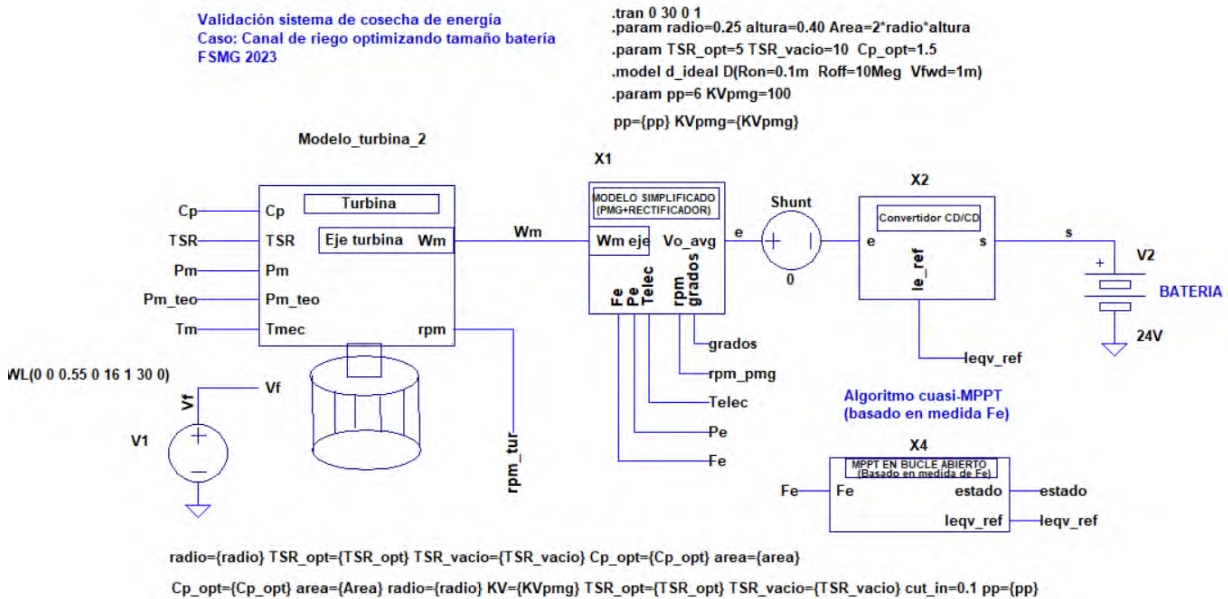 Validación sistema de cosecha de energía
Caso: Canal de riego optimizando tamaño batería
FSMG 2023
.tran 0 30 0 1
.param radio=0.25 altura=0.40 Area=2*radio*altura
.param TSR_opt=5 TSR_vacio=10 Cp_opt=1.5
.model d_ideal D(Ron=0.1m Roff=10Meg Vfwd=1m)
.param pp=6 KVpmg=100
pp={pp} KVpmg={KVpmg}
Modelo_turbina_2
Turbina
Cp
Cp
TSR
TSR
Eje turbina
Wm
Pm
Pm
Pm_teo
Pm_teo
Tm
Tmec
rpm
Wm
X1
MODELO SIMPLIFICADO
(PMG+RECTIFICADOR)
Wm eje
Vo_avg
Fe
Pe
Telec
rpm
grados
e
Shunt
0
X2
Convertidor CD/CD
e
s
Ie_ref
s
V2
BATERIA
24V
Ieqv_ref
grados
rpm_pmg
Telec
Pe
Fe
WL(0 0 0.55 0 16 1 30 0)
Vf
Vf
V1
rpm_tur
Algoritmo cuasi-MPPT
(basado en medida Fe)
X4
MPPT EN BUCLE ABIERTO
(Basado en medida de Fe)
Fe
Fe
estado
estado
Ieqv_ref
Ieqv_ref
radio={radio} TSR_opt={TSR_opt} TSR_vacio={TSR_vacio} Cp_opt={Cp_opt} area={area}
Cp_opt={Cp_opt} area={Area} radio={radio} KV={KVpmg} TSR_opt={TSR_opt} TSR_vacio={TSR_vacio} cut_in=0.1 pp={pp}